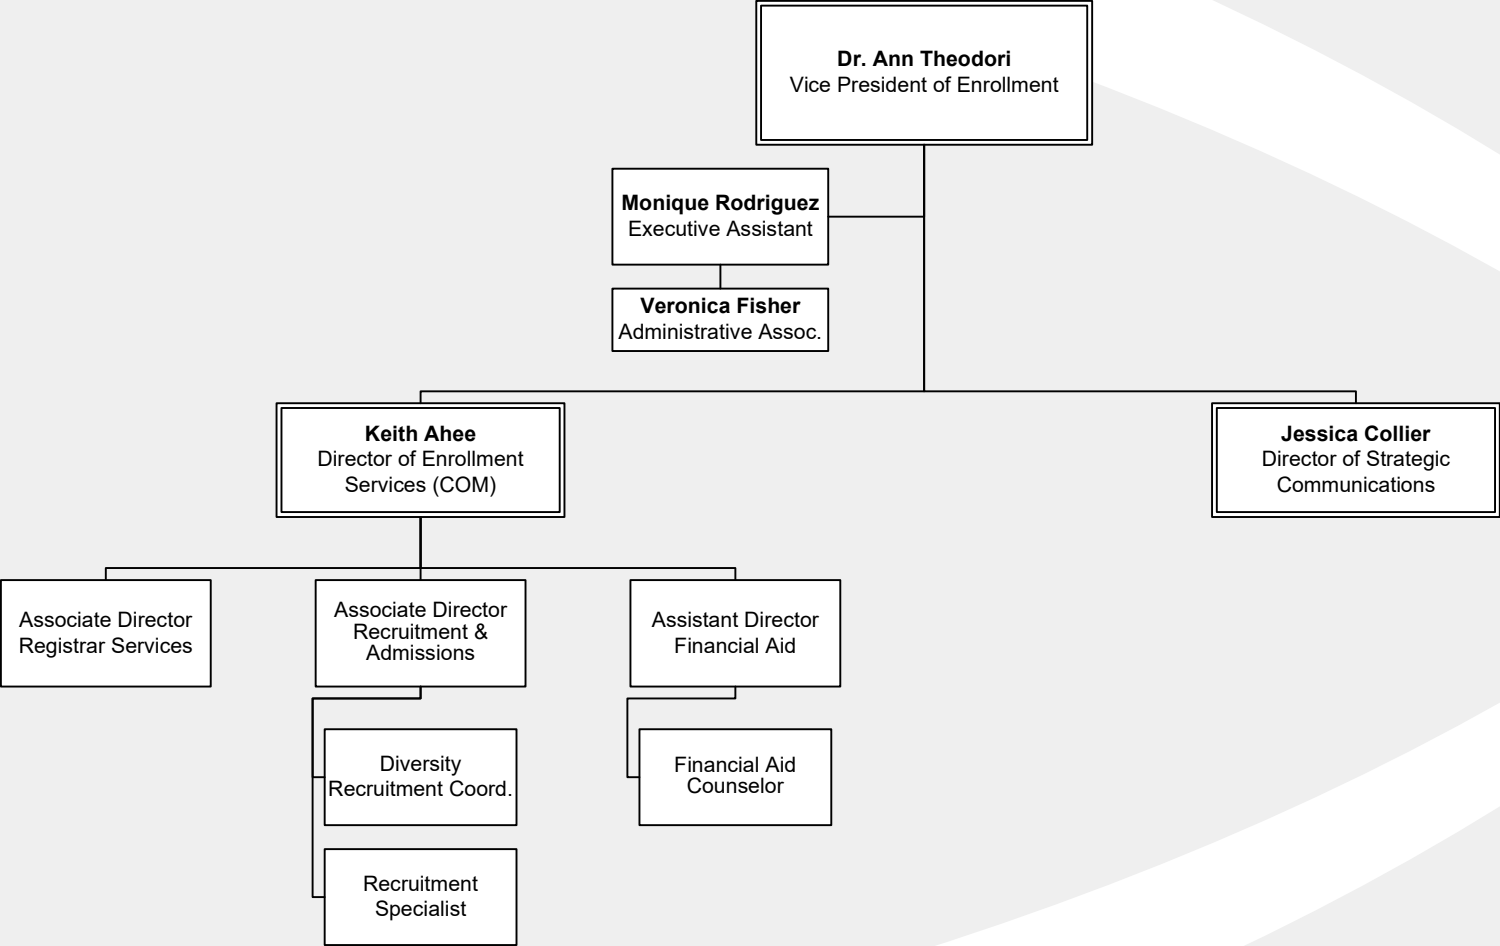 Dr. Ann Theodori
Vice President of Enrollment
Monique Rodriguez
Executive Assistant
Veronica Fisher
Administrative Assoc.
Keith Ahee
Director of Enrollment
Services (COM)
Jessica Collier
Director of Strategic
Communications
Associate Director
Registrar Services
Associate Director
Recruitment &
Admissions
Assistant Director
Financial Aid
Diversity
Recruitment Coord.
Financial Aid
Counselor
Recruitment
Specialist